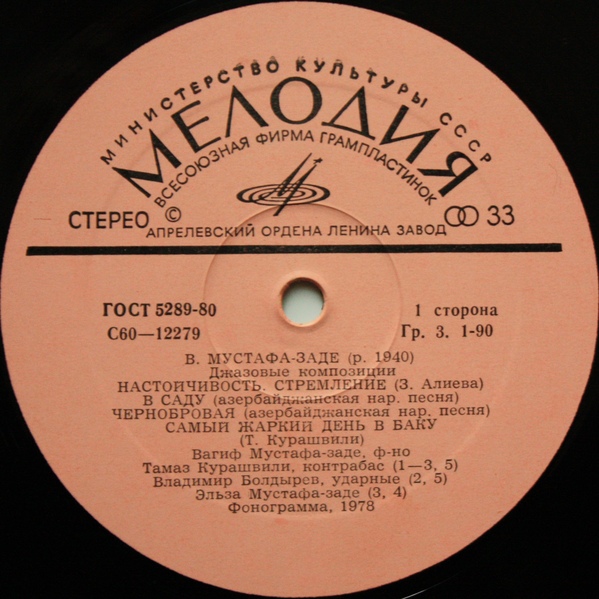 МИНИСТЕРСТВО КУЛЬТУРЫ СССР
МЕЛОДИЯ
ВСЕСОЮЗНАЯ ФИРМА ГРАМПЛАСТИНОК
СТЕРЕО © 33
АПРЕЛЕВСКИЙ ОРДЕНА ЛЕНИНА ЗАВОД
ГОСТ 5289-80 1 сторона
С60—12279 Гр. 3. 1-90
В. МУСТАФА-ЗАДЕ (р. 1940)
Джазовые композиции
НАСТОЙЧИВОСТЬ. СТРЕМЛЕНИЕ (З. Алиева)
В САДУ (азербайджанская нар. песня)
ЧЕРНОБРОВАЯ (азербайджанская нар. песня)
САМЫЙ ЖАРКИЙ ДЕНЬ В БАКУ
(Т. Курашвили)
Вагиф Мустафа-заде, ф-но
Тамаз Курашвили, контрабас (1—3, 5)
Владимир Болдырев, ударные (2, 5)
Эльза Мустафа-заде (3, 4)
Фонограмма, 1978